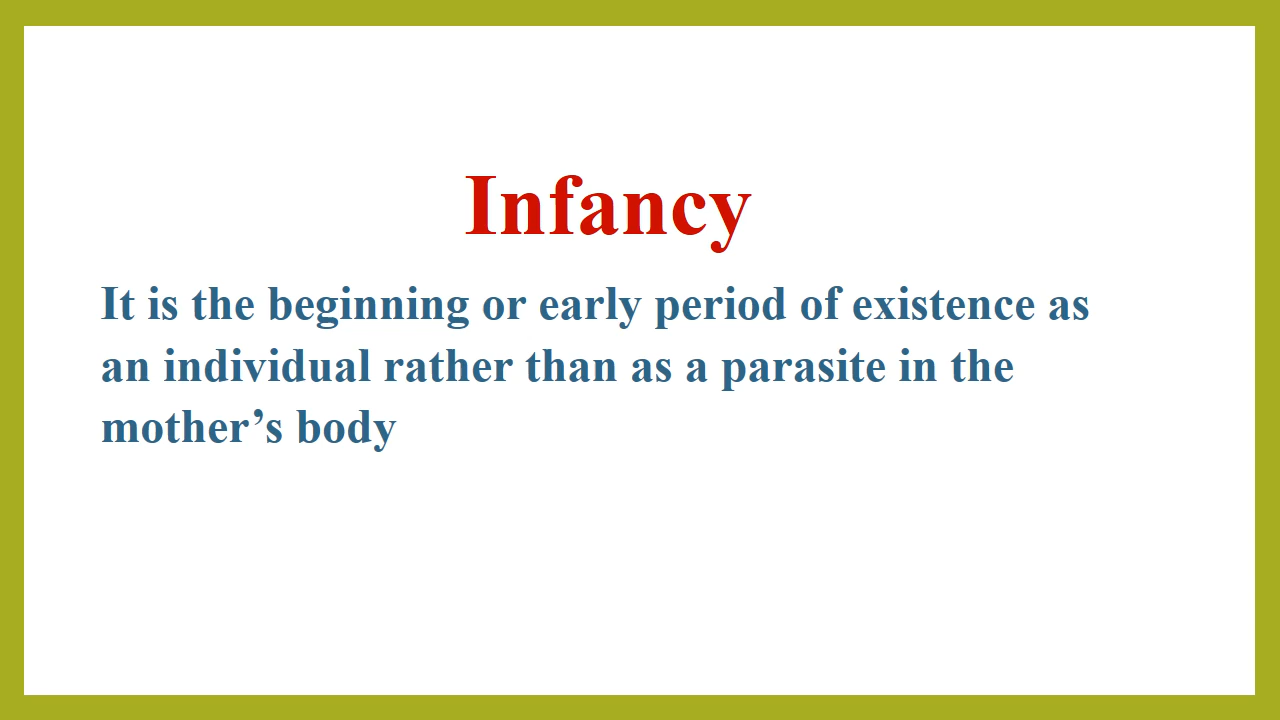 Infancy
It is the beginning or early period of existence as
an individual rather than as a parasite in the
mother’s body